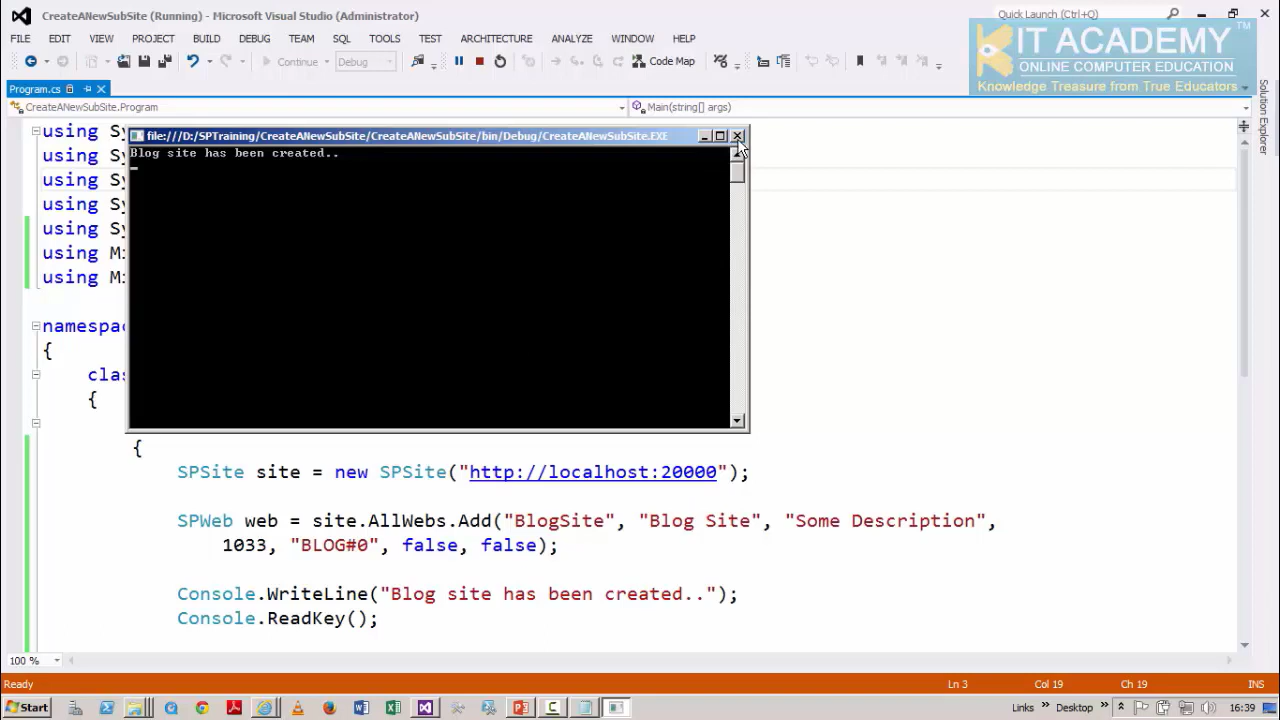 CreateANewSubSite (Running) - Microsoft Visual Studio (Administrator)
Quick Launch (Ctrl+Q)
FILE EDIT VIEW PROJECT BUILD DEBUG TEAM SQL TOOLS TEST ARCHITECTURE ANALYZE WINDOW HELP
KIT ACADEMY TM
ONLINE COMPUTER EDUCATION
Knowledge Treasure from True Educators
Continue Debug Code Map
Program.cs
CreateANewSubSite.Program
Main(string[] args)
Solution Explorer
file:///D:/SPTraining/CreateANewSubSite/CreateANewSubSite/bin/Debug/CreateANewSubSite.EXE
Blog site has been created..
using Sy
using Sy
using Sy
using Sy
using Sy
using Mi
using Mi
namespac
{
clas
{
{
SPSite site = new SPSite("http://localhost:20000");
SPWeb web = site.AllWebs.Add("BlogSite", "Blog Site", "Some Description",
1033, "BLOG#0", false, false);
Console.WriteLine("Blog site has been created..");
Console.ReadKey();
100 %
Ready
Ln 3 Col 19 Ch 19 INS
Start
Links » Desktop » 16:39